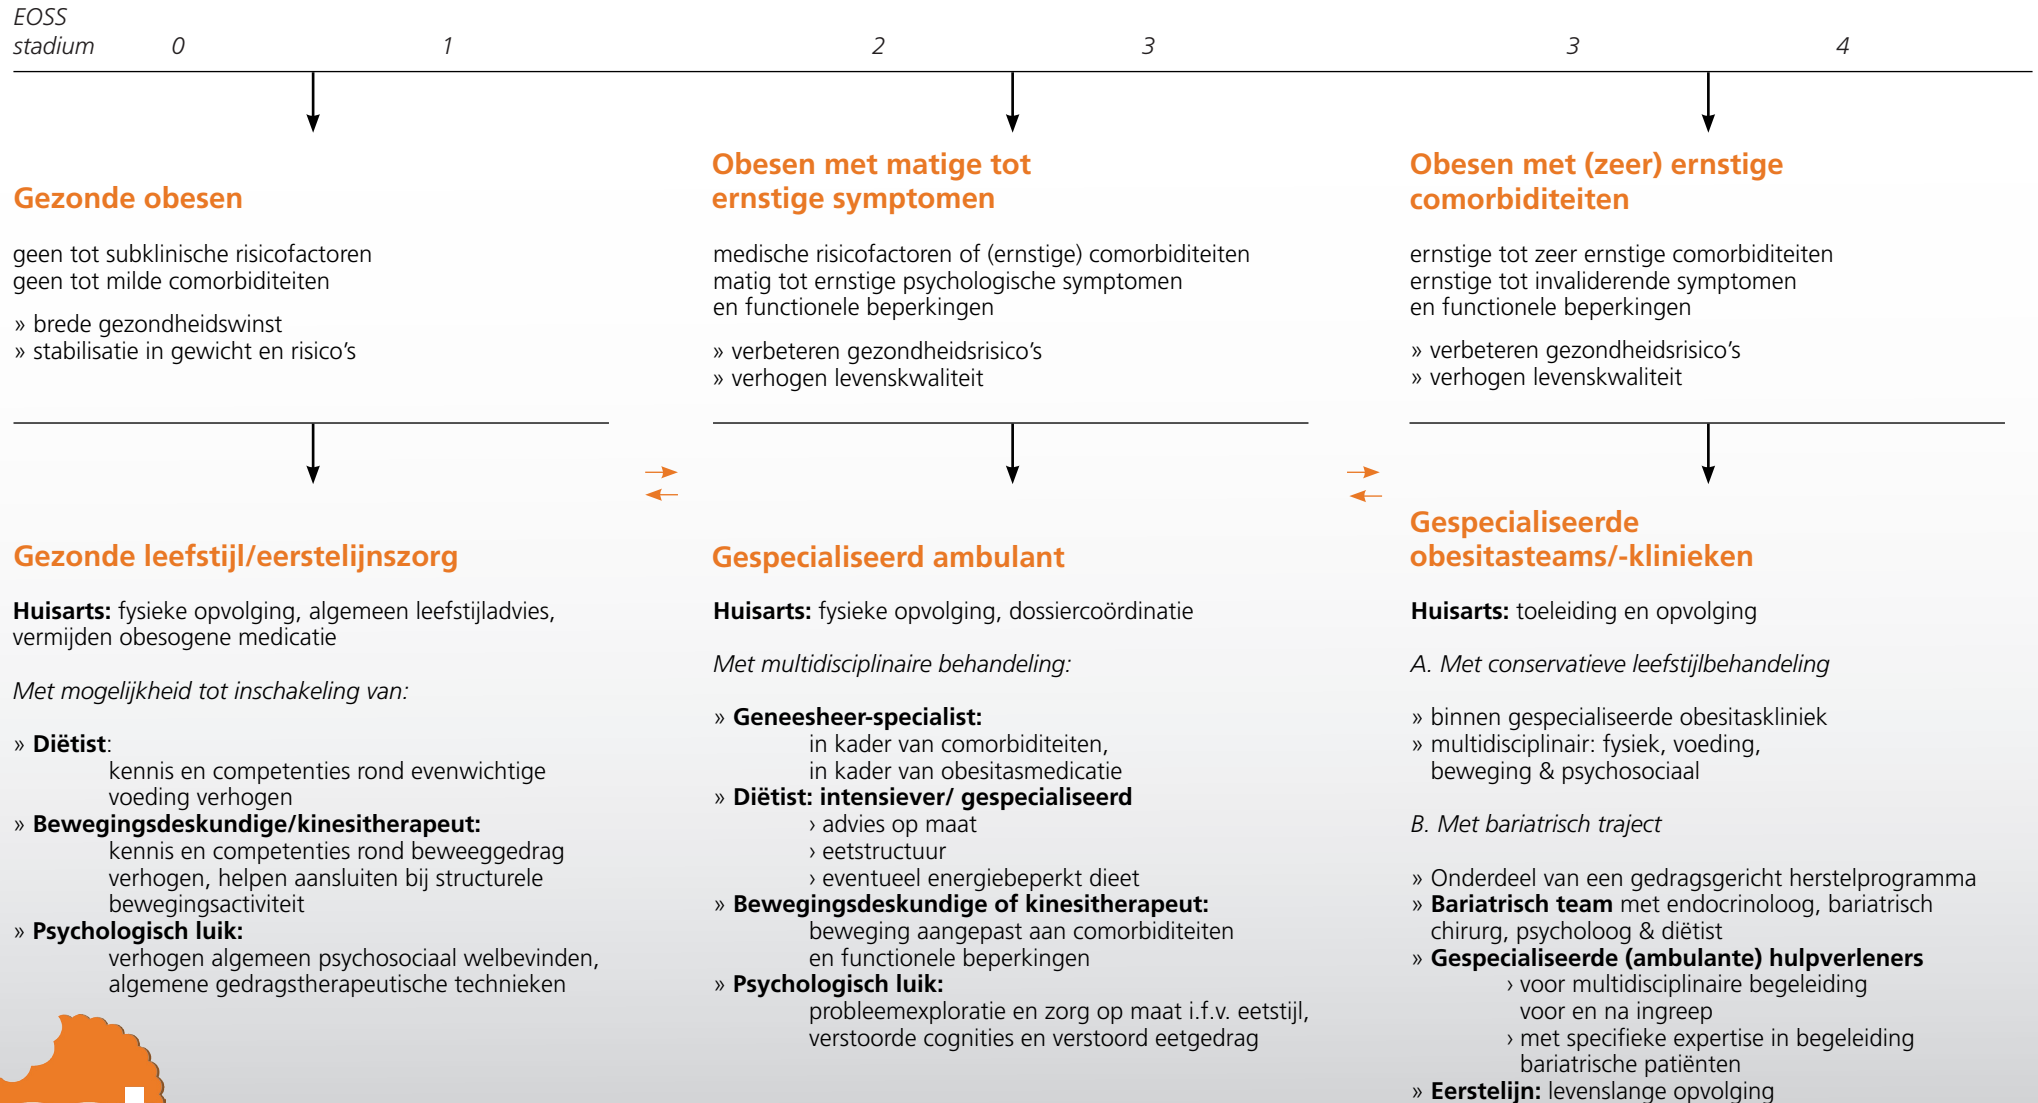 EOSS
stadium 0 1 2 3 3 4
Gezonde obesen
geen tot subklinische risicofactoren
geen tot milde comorbiditeiten
» brede gezondheidswinst
» stabilisatie in gewicht en risico's
Gezonde leefstijl/eerstelijnszorg
Huisarts: fysieke opvolging, algemeen leefstijladvies,
vermijden obesogene medicatie
Met mogelijkheid tot inschakeling van:
» Diëtist:
kennis en competenties rond evenwichtige
voeding verhogen
» Bewegingsdeskundige/kinesitherapeut:
kennis en competenties rond beweeggedrag
verhogen, helpen aansluiten bij structurele
bewegingsactiviteit
» Psychologisch luik:
verhogen algemeen psychosociaal welbevinden,
algemene gedragstherapeutische technieken
Obesen met matige tot
ernstige symptomen
medische risicofactoren of (ernstige) comorbiditeiten
matig tot ernstige psychologische symptomen
en functionele beperkingen
» verbeteren gezondheidsrisico's
» verhogen levenskwaliteit
Gespecialiseerd ambulant
Huisarts: fysieke opvolging, dossiercoördinatie
Met multidisciplinaire behandeling:
» Geneesheer-specialist:
in kader van comorbiditeiten,
in kader van obesitasmedicatie
» Diëtist: intensiever/ gespecialiseerd
› advies op maat
› eetstructuur
› eventueel energiebeperkt dieet
» Bewegingsdeskundige of kinesitherapeut:
beweging aangepast aan comorbiditeiten
en functionele beperkingen
» Psychologisch luik:
probleemexploratie en zorg op maat i.f.v. eetstijl,
verstoorde cognities en verstoord eetgedrag
Obesen met (zeer) ernstige
comorbiditeiten
ernstige tot zeer ernstige comorbiditeiten
ernstige tot invaliderende symptomen
en functionele beperkingen
» verbeteren gezondheidsrisico's
» verhogen levenskwaliteit
Gespecialiseerde
obesitasteams/-klinieken
Huisarts: toeleiding en opvolging
A. Met conservatieve leefstijlbehandeling
» binnen gespecialiseerde obesitaskliniek
» multidisciplinair: fysiek, voeding,
beweging & psychosociaal
B. Met bariatrisch traject
» Onderdeel van een gedragsgericht herstelprogramma
» Bariatrisch team met endocrinoloog, bariatrisch
chirurg, psycholoog & diëtist
» Gespecialiseerde (ambulante) hulpverleners
› voor multidisciplinaire begeleiding
voor en na ingreep
› met specifieke expertise in begeleiding
bariatrische patiënten
» Eerstelijn: levenslange opvolging